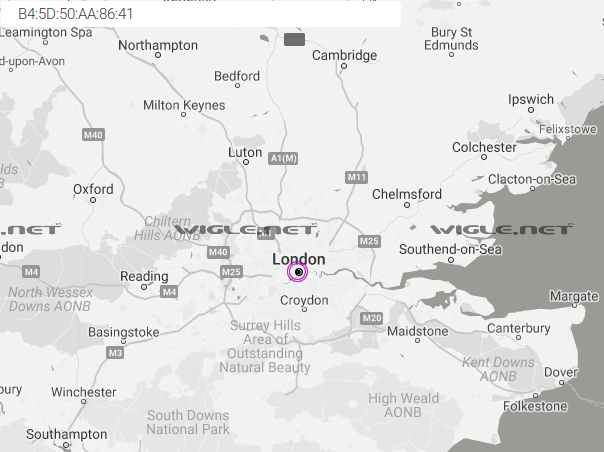 B4:5D:50:AA:86:41
Leamington Spa
Northampton
Cambridge
Bury St
Edmunds
d-upon-Avon
Bedford
Milton Keynes
Ipswich
Felixstowe
M40
Luton
A1(M)
Colchester
M11
Clacton-on-Sea
Oxford
Chelmsford
Chiltern
Hills AONB
lds
.NET
WIGLE.NET
WIGLE.NET
don
M40
M25
Southend-on-Sea
London
M4
Reading
M25
M4
North Wessex
Downs AONB
Croydon
Margate
M20
Surrey Hills
Area of
Outstanding
Natural Beauty
Basingstoke
Maidstone
Canterbury
M3
Kent Downs
AONB
Dover
bury
Winchester
High Weald
AONB
Folkestone
South Downs
National Park
Southampton